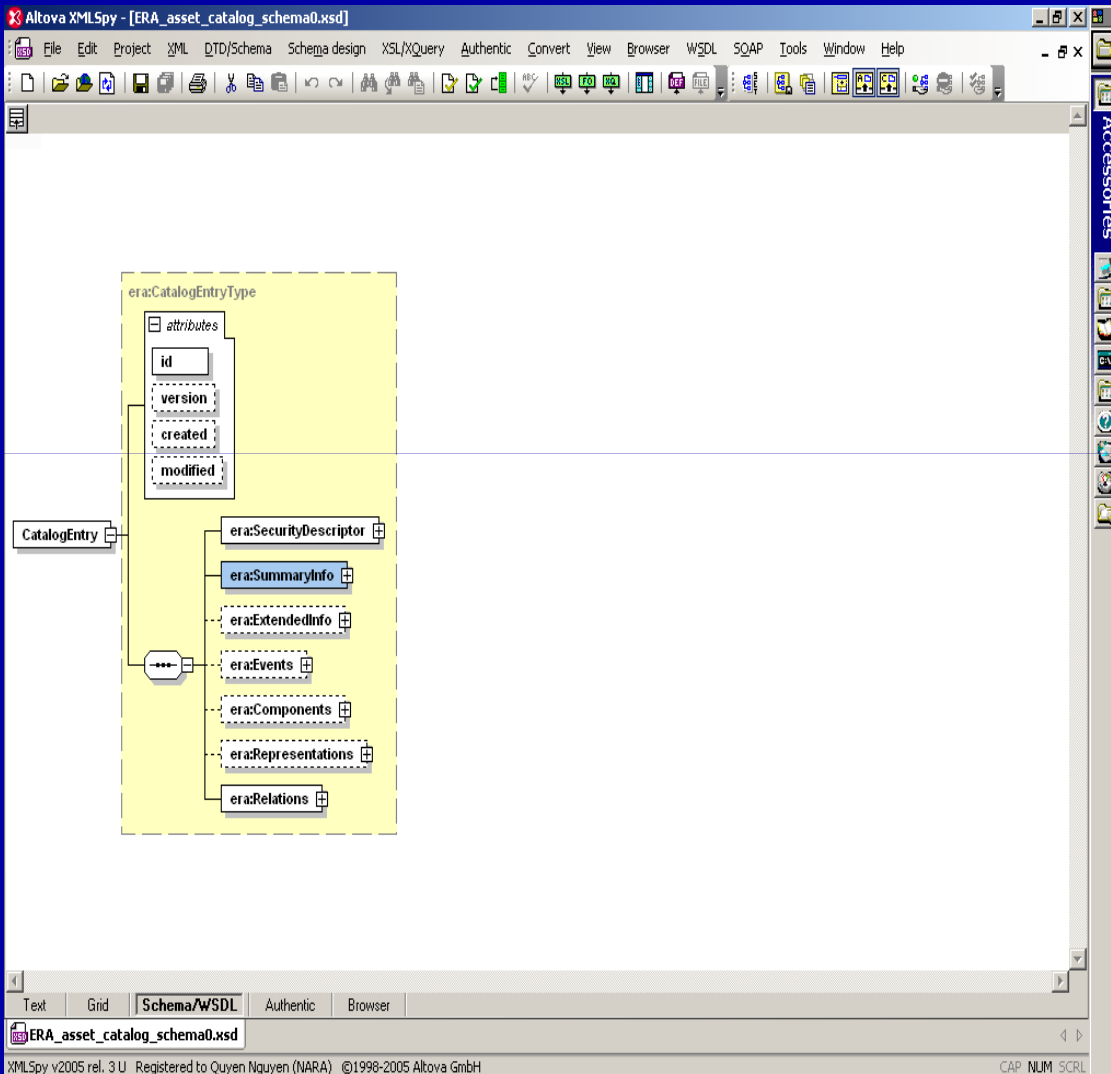 Altova XMLSpy - [ERA_asset_catalog_schema0.xsd]
File Edit Project XML DTD/Schema Schema design XSL/XQuery Authentic Convert View Browser WSDL SOAP Tools Window Help
Accessories
era:CatalogEntryType
attributes
id
version
created
modified
CatalogEntry
era:SecurityDescriptor
era:SummaryInfo
era:ExtendedInfo
era:Events
era:Components
era:Representations
era:Relations
Text Grid Schema/WSDL Authentic Browser
ERA_asset_catalog_schema0.xsd
XMLSpy v2005 rel. 3 U Registered to Quyen Nguyen (NARA) ©1998-2005 Altova GmbH CAP NUM SCRL